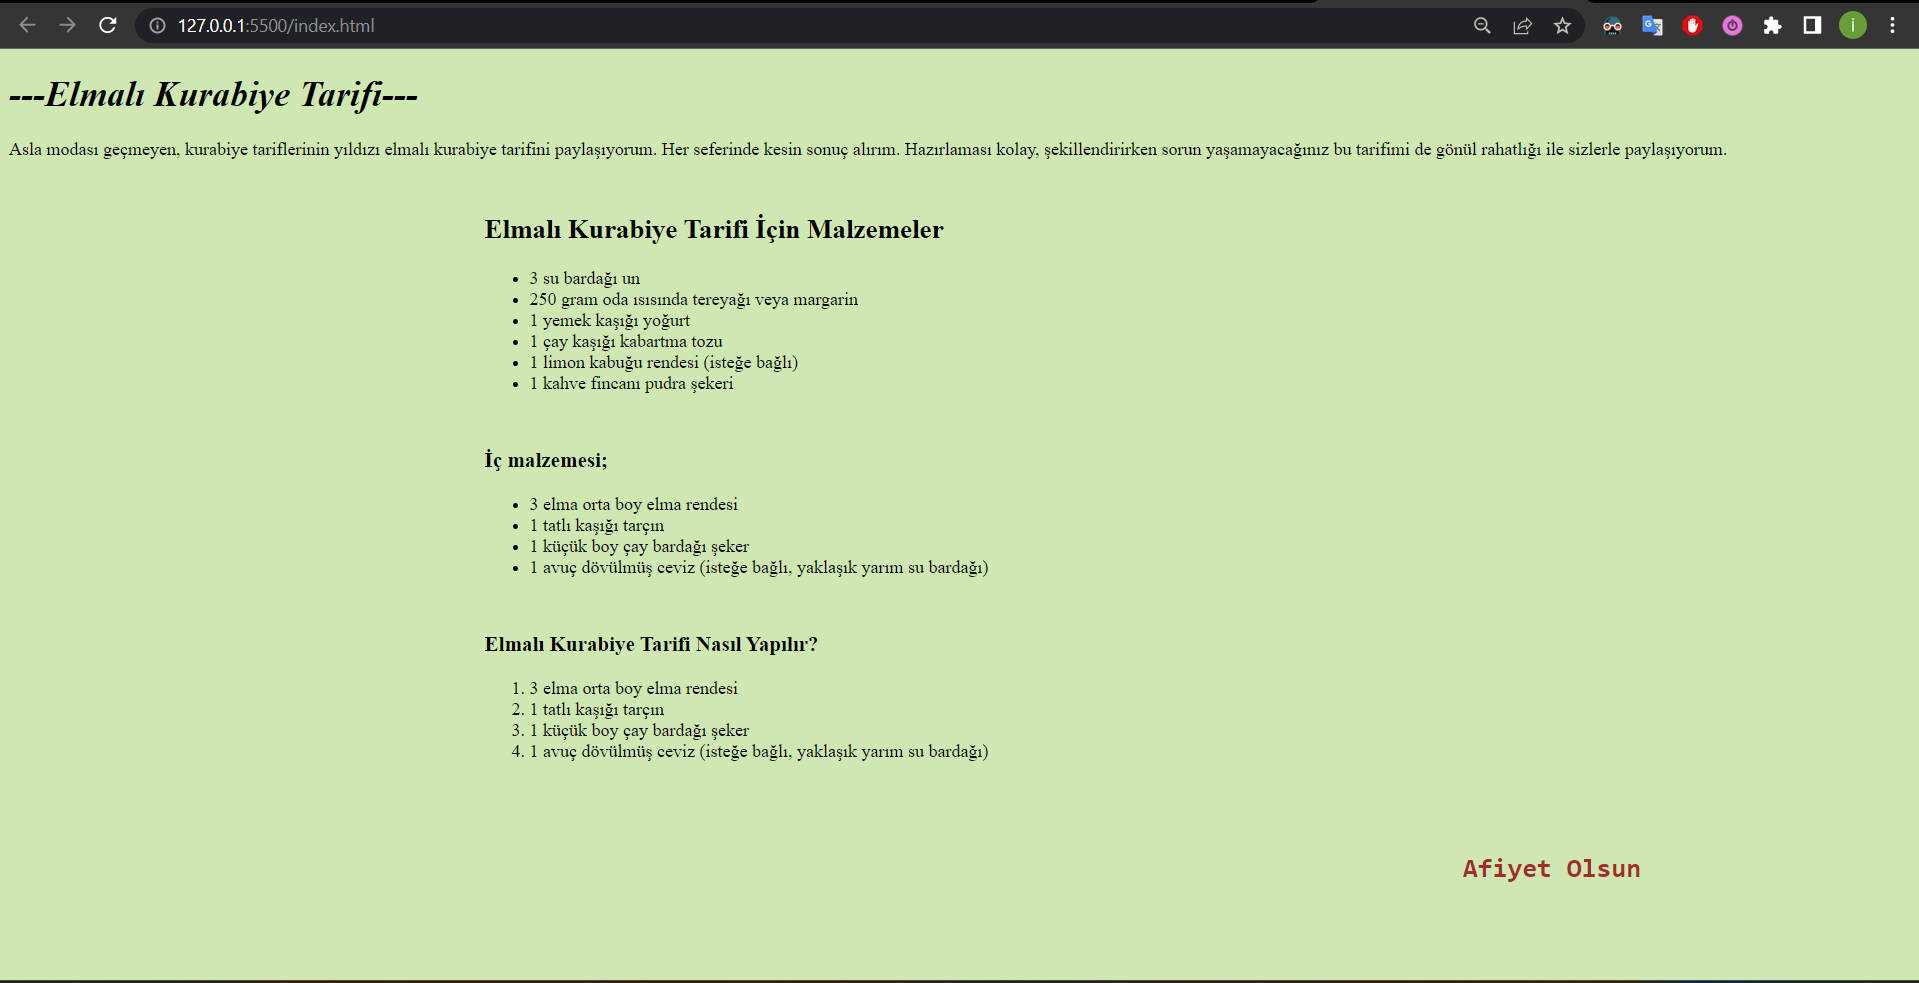 127.0.0.1:5500/index.html
i
---Elmalı Kurabiye Tarifi---
Asla modası geçmeyen, kurabiye tariflerinin yıldızı elmalı kurabiye tarifini paylaşıyorum. Her seferinde kesin sonuç alırım. Hazırlaması kolay, şekillendirirken sorun yaşamayacağınız bu tarifimi de gönül rahatlığı ile sizlerle paylaşıyorum.
Elmalı Kurabiye Tarifi İçin Malzemeler
• 3 su bardağı un
• 250 gram oda ısısında tereyağı veya margarin
• 1 yemek kaşığı yoğurt
• 1 çay kaşığı kabartma tozu
• 1 limon kabuğu rendesi (isteğe bağlı)
• 1 kahve fincanı pudra şekeri
İç malzemesi;
• 3 elma orta boy elma rendesi
• 1 tatlı kaşığı tarçın
• 1 küçük boy çay bardağı şeker
• 1 avuç dövülmüş ceviz (isteğe bağlı, yaklaşık yarım su bardağı)
Elmalı Kurabiye Tarifi Nasıl Yapılır?
1. 3 elma orta boy elma rendesi
2. 1 tatlı kaşığı tarçın
3. 1 küçük boy çay bardağı şeker
4. 1 avuç dövülmüş ceviz (isteğe bağlı, yaklaşık yarım su bardağı)
Afiyet Olsun